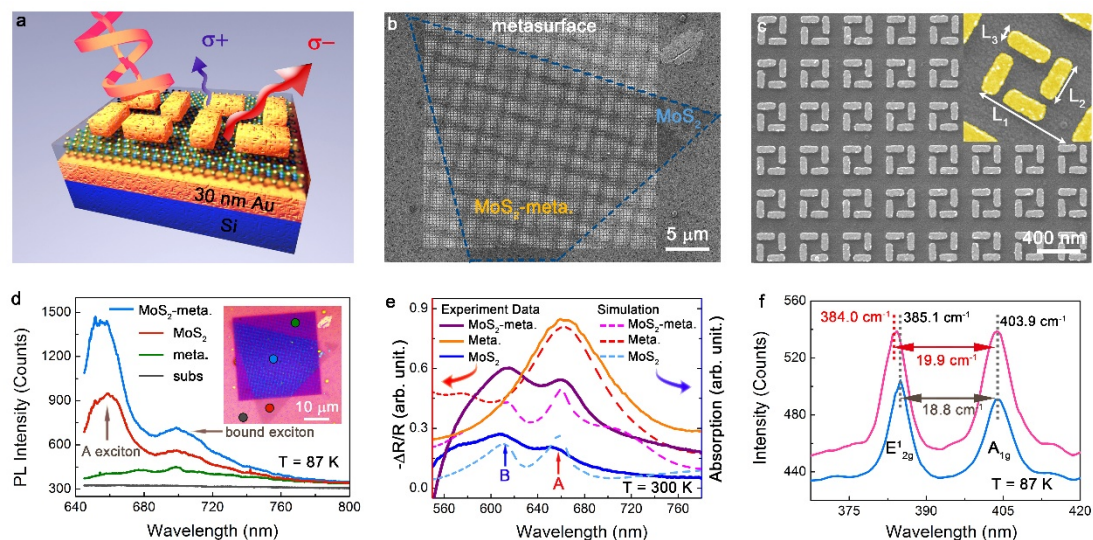 a
σ+
σ−
30 nm Au
Si
b
metasurface
MoS₂
MoS₂-meta.
5 μm
c
L₃
L₂
L₁
400 nm
d
PL Intensity (Counts)
1500
1200
900
600
300
MoS₂-meta.
MoS₂
meta.
subs
10 μm
A exciton
bound exciton
T = 87 K
640 680 720 760 800
Wavelength (nm)
e
-ΔR/R (arb. unit.)
0.9
0.6
0.3
0.0
Experiment Data
MoS₂-meta.
Meta.
MoS₂
Simulation
MoS₂-meta.
Meta.
MoS₂
B
A
T = 300 K
Absorption (arb. unit.)
560 600 640 680 720 760
Wavelength (nm)
f
Intensity (Counts)
560
520
480
440
384.0 cm⁻¹
385.1 cm⁻¹
403.9 cm⁻¹
19.9 cm⁻¹
18.8 cm⁻¹
E¹₂g
A₁g
T = 87 K
375 390 405 420
Wavelength (nm)